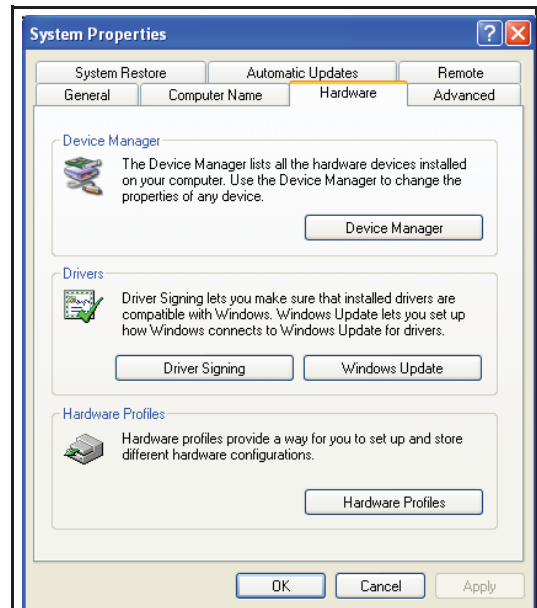 System Properties
System Restore Automatic Updates Remote
General Computer Name Hardware Advanced
Device Manager
The Device Manager lists all the hardware devices installed
on your computer. Use the Device Manager to change the
properties of any device.
Device Manager
Drivers
Driver Signing lets you make sure that installed drivers are
compatible with Windows. Windows Update lets you set up
how Windows connects to Windows Update for drivers.
Driver Signing Windows Update
Hardware Profiles
Hardware profiles provide a way for you to set up and store
different hardware configurations.
Hardware Profiles
OK Cancel Apply